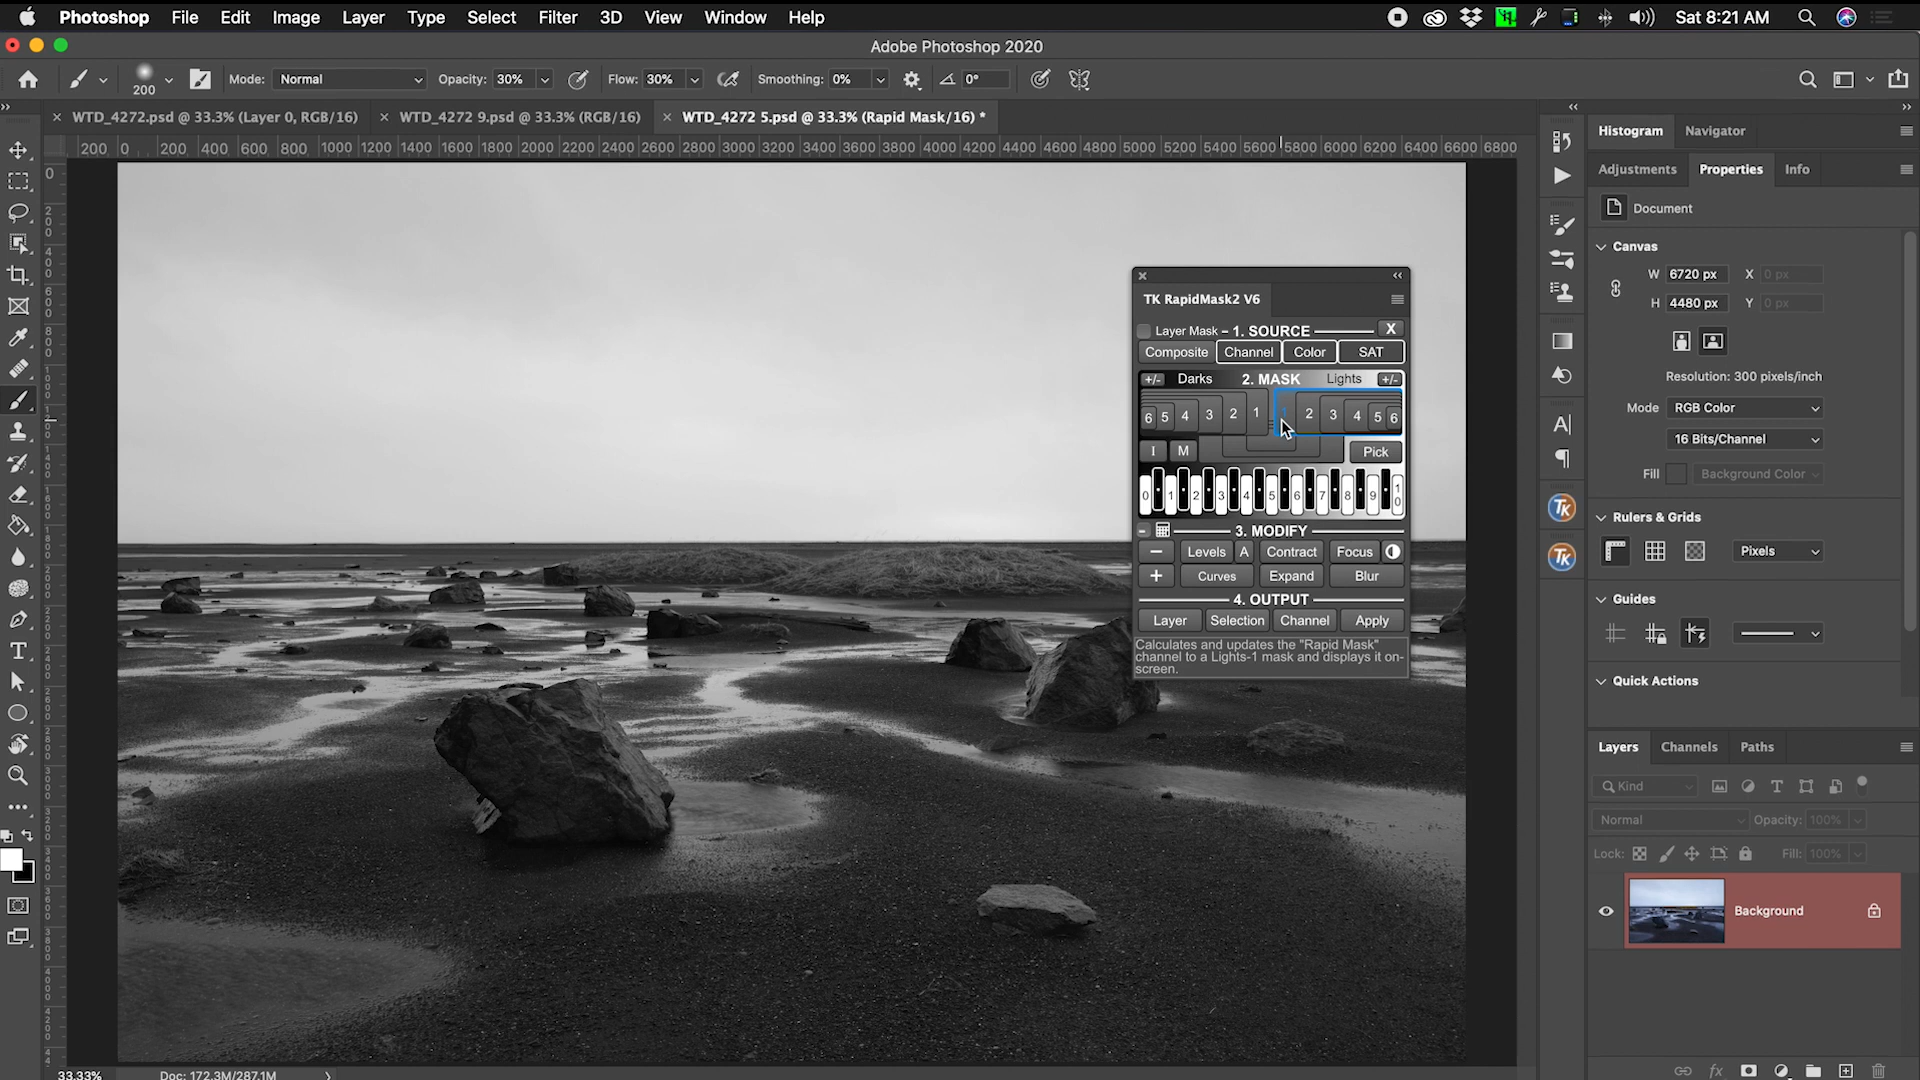 Photoshop File Edit Image Layer Type Select Filter 3D View Window Help Sat 8:21 AM
Adobe Photoshop 2020
200 Mode: Normal Opacity: 30% Flow: 30% Smoothing: 0% 0°
× WTD_4272.psd @ 33.3% (Layer 0, RGB/16) × WTD_4272 9.psd @ 33.3% (RGB/16) × WTD_4272 5.psd @ 33.3% (Rapid Mask/16) *
200 0 200 400 600 800 1000 1200 1400 1600 1800 2000 2200 2400 2600 2800 3000 3200 3400 3600 3800 4000 4200 4400 4600 4800 5000 5200 5400 5600 5800 6000 6200 6400 6600 6800
TK RapidMask2 V6
Layer Mask – 1. SOURCE X
Composite Channel Color SAT
+/- Darks 2. MASK Lights +/-
6 5 4 3 2 1 1 2 3 4 5 6
I M Pick
0 1 2 3 4 5 6 7 8 9 10
3. MODIFY
− Levels A Contract Focus
+ Curves Expand Blur
4. OUTPUT
Layer Selection Channel Apply
Calculates and updates the "Rapid Mask"
channel to a Lights-1 mask and displays it on-
screen.
Histogram Navigator
Adjustments Properties Info
Document
Canvas
W 6720 px X 0 px
H 4480 px Y 0 px
Resolution: 300 pixels/inch
Mode RGB Color
16 Bits/Channel
Fill Background Color
TK
Rulers & Grids
Pixels
TK
Guides
Quick Actions
Layers Channels Paths
Kind
Normal Opacity: 100%
Lock: Fill: 100%
Background
fx
33.33% Doc: 172.3M/287.1M